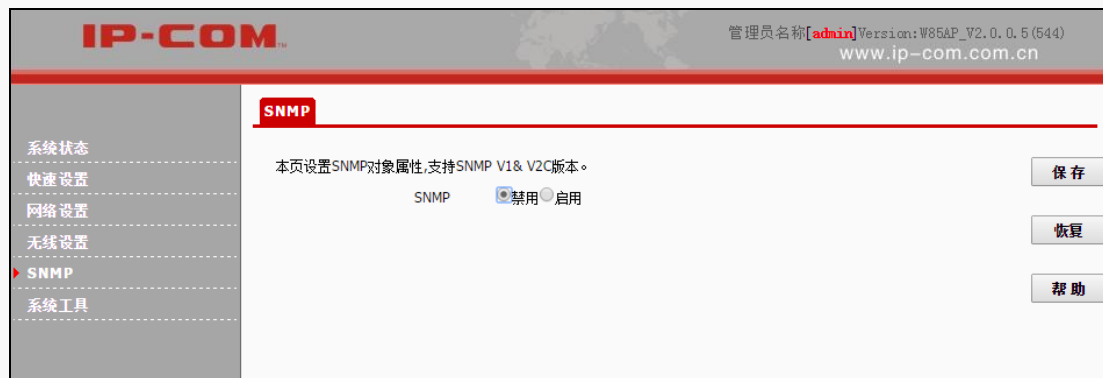 IP-COM
管理员名称[admin]Version:W85AP_V2.0.0.5(544)
www.ip-com.com.cn
SNMP
系统状态
快速设置
网络设置
无线设置
SNMP
系统工具
本页设置SNMP对象属性,支持SNMP V1& V2C版本。
SNMP 禁用 启用
保存
恢复
帮助